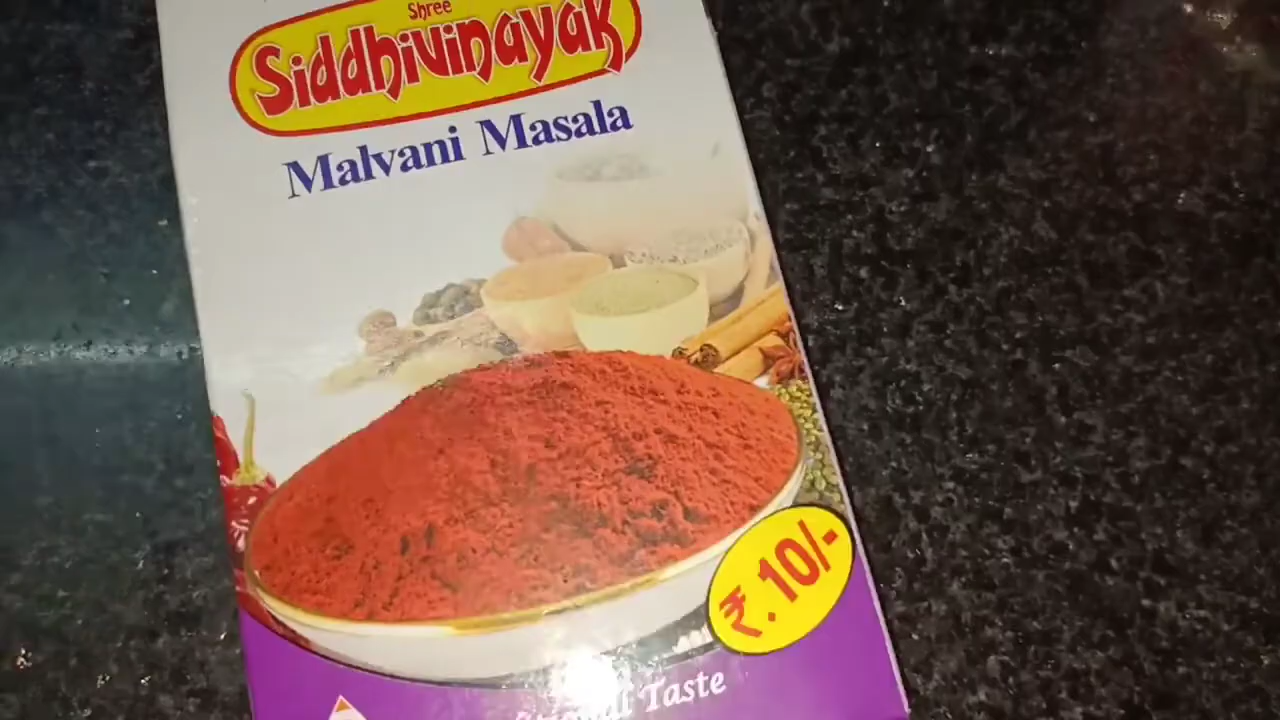 Shree
Siddhivinayak
Malvani Masala
₹.10/-
Taste